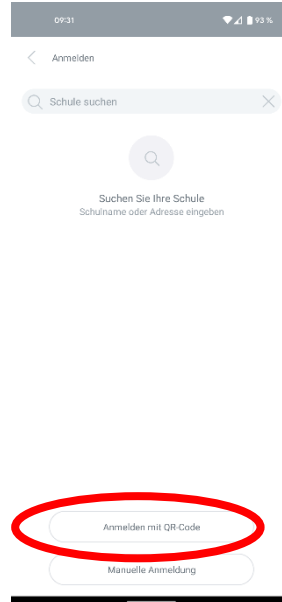 09:31 93 %
Anmelden
Schule suchen
Suchen Sie Ihre Schule
Schulname oder Adresse eingeben
Anmelden mit QR-Code
Manuelle Anmeldung